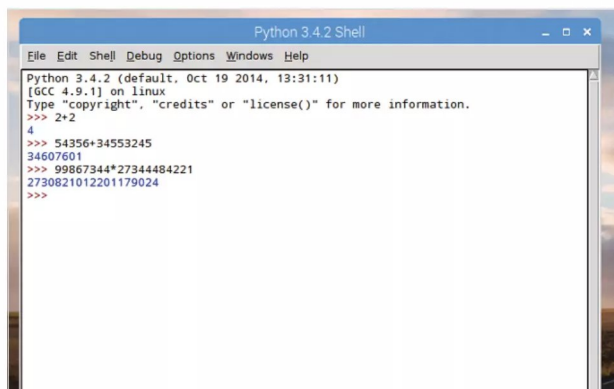 Python 3.4.2 Shell
File Edit Shell Debug Options Windows Help
Python 3.4.2 (default, Oct 19 2014, 13:31:11)
[GCC 4.9.1] on linux
Type "copyright", "credits" or "license()" for more information.
>>> 2+2
4
>>> 54356+34553245
34607601
>>> 99867344*27344484221
2730821012201179024
>>>